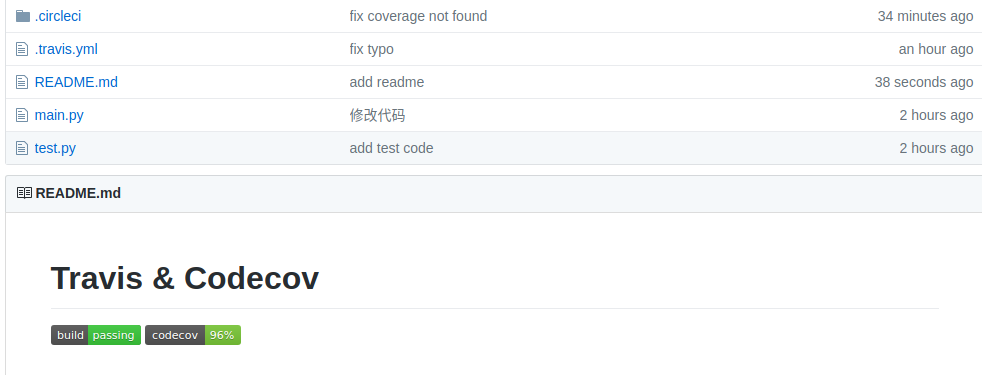 .circleci fix coverage not found 34 minutes ago
.travis.yml fix typo an hour ago
README.md add readme 38 seconds ago
main.py 修改代码 2 hours ago
test.py add test code 2 hours ago
README.md
Travis & Codecov
build passing codecov 96%